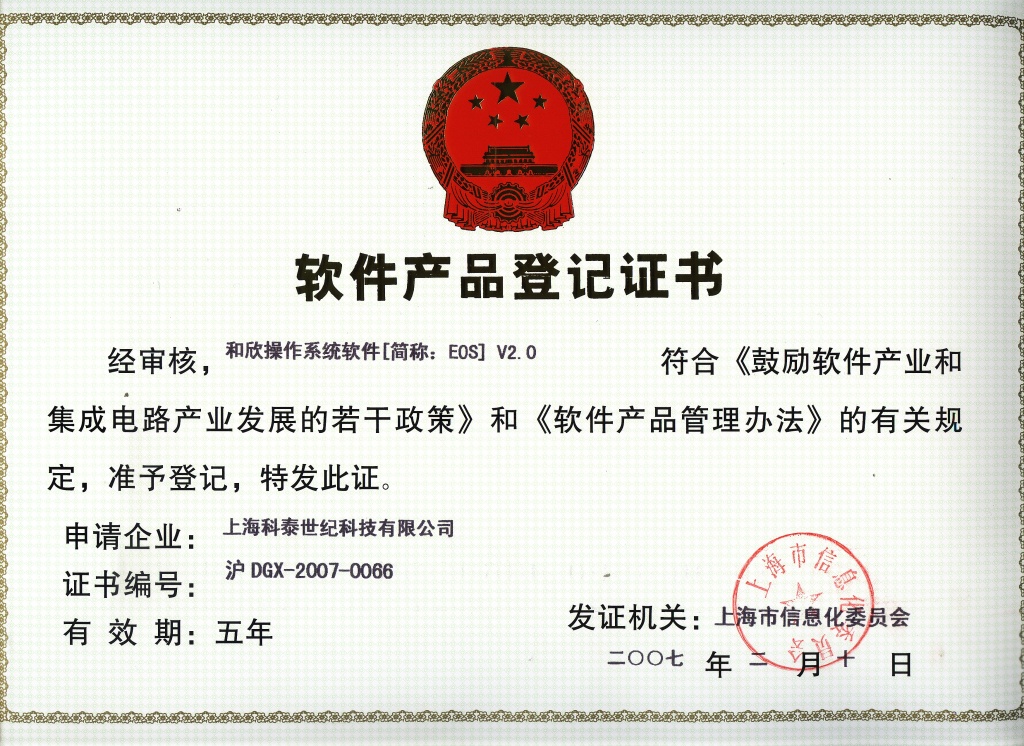 软件产品登记证书
经审核，和欣操作系统软件[简称：EOS] V2.0 符合《鼓励软件产业和
集成电路产业发展的若干政策》和《软件产品管理办法》的有关规
定，准予登记，特发此证。
申请企业：上海科泰世纪科技有限公司
证书编号：沪 DGX-2007-0066
有 效 期：五年
发证机关：上海市信息化委员会
二〇〇七 年 二 月 十 日
上海市信息化委员会